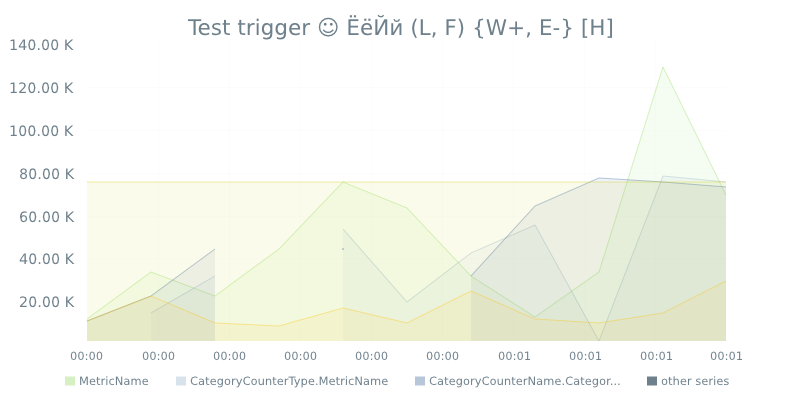 Test trigger ☺ ЁёЙй (L, F) {W+, E-} [H]
140.00 K
120.00 K
100.00 K
80.00 K
60.00 K
40.00 K
20.00 K
00:00 00:00 00:00 00:00 00:00 00:00 00:01 00:01 00:01 00:01
MetricName CategoryCounterType.MetricName CategoryCounterName.Categor... other series